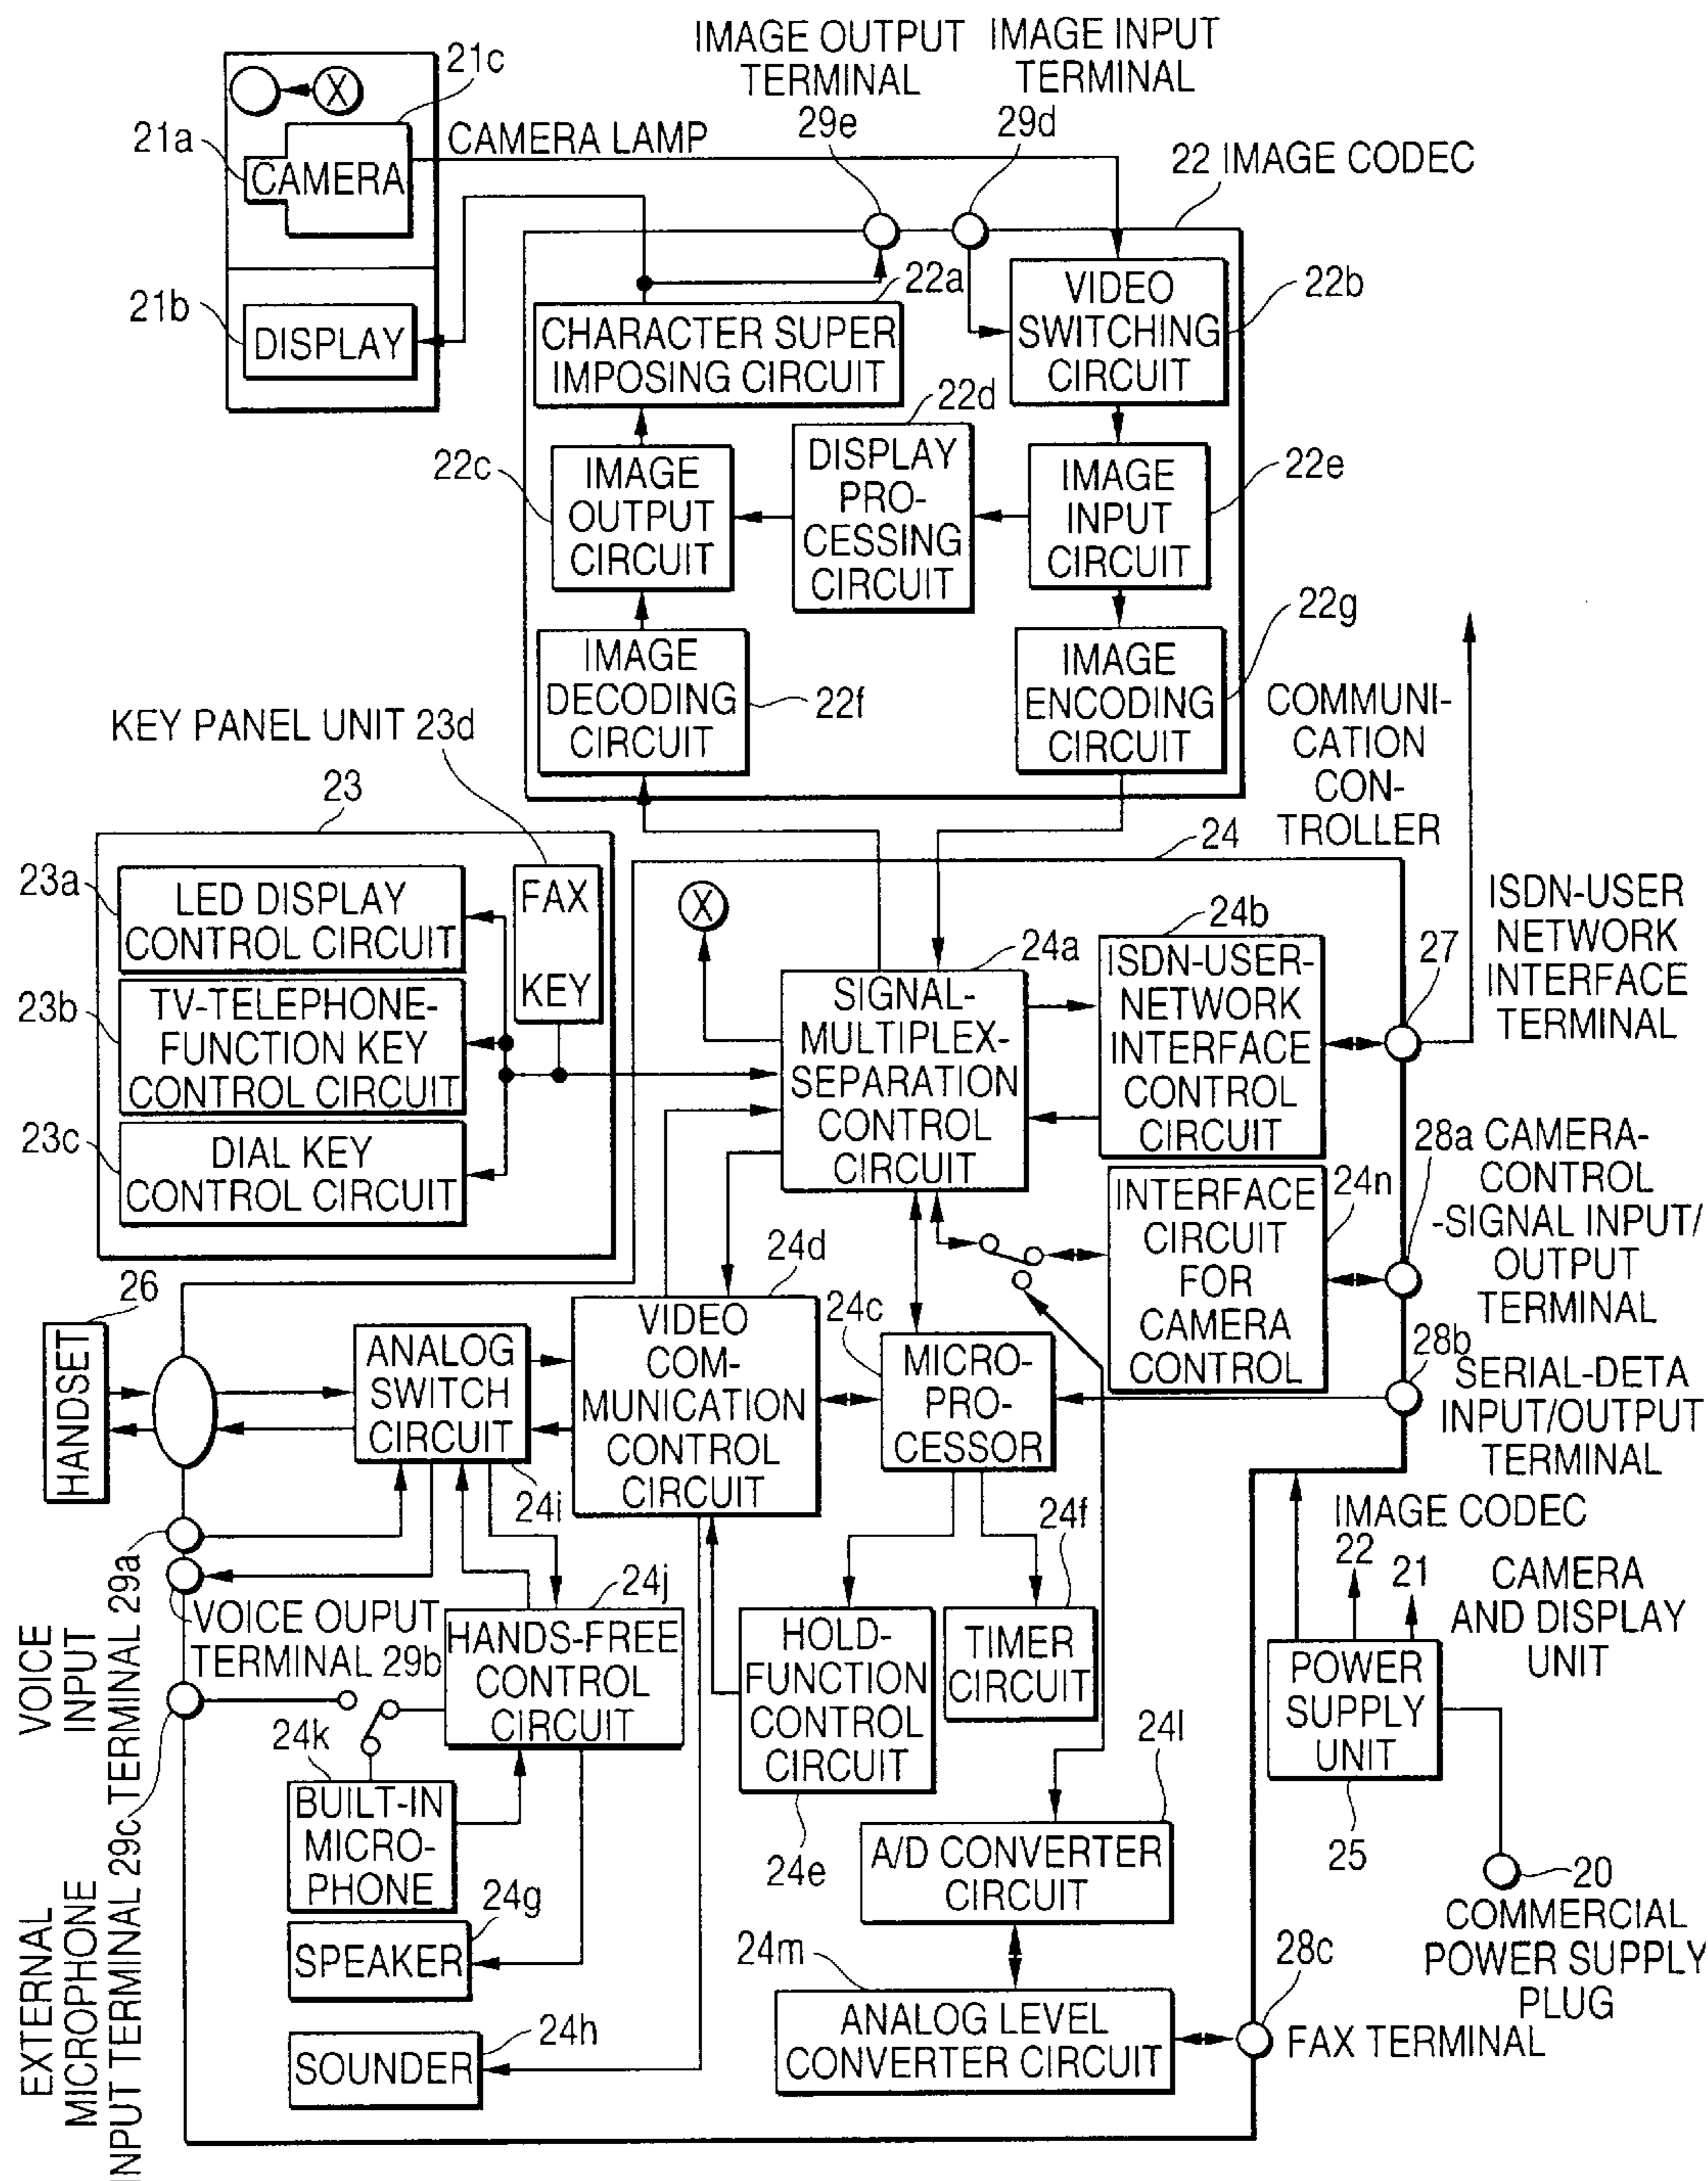 IMAGE OUTPUT
TERMINAL
29e
IMAGE INPUT
TERMINAL
29d
21c
X
21a
CAMERA
CAMERA LAMP
22 IMAGE CODEC
21b
DISPLAY
22a
CHARACTER SUPER
IMPOSING CIRCUIT
VIDEO
SWITCHING
CIRCUIT
22b
22c
IMAGE
OUTPUT
CIRCUIT
22d
DISPLAY
PRO-
CESSING
CIRCUIT
IMAGE
INPUT
CIRCUIT
22e
IMAGE
DECODING
CIRCUIT
22f
IMAGE
ENCODING
CIRCUIT
22g
COMMUNI-
CATION
CON-
TROLLER
KEY PANEL UNIT 23d
23
23a
LED DISPLAY
CONTROL CIRCUIT
FAX
KEY
23b
TV-TELEPHONE-
FUNCTION KEY
CONTROL CIRCUIT
23c
DIAL KEY
CONTROL CIRCUIT
24
X
24a
SIGNAL-
MULTIPLEX-
SEPARATION
CONTROL
CIRCUIT
24b
ISDN-USER-
NETWORK
INTERFACE
CONTROL
CIRCUIT
27
ISDN-USER
NETWORK
INTERFACE
TERMINAL
INTERFACE
CIRCUIT
FOR
CAMERA
CONTROL
24n
28a CAMERA-
CONTROL
-SIGNAL INPUT/
OUTPUT
TERMINAL
28b
SERIAL-DETA
INPUT/OUTPUT
TERMINAL
26
HANDSET
ANALOG
SWITCH
CIRCUIT
24i
24d
VIDEO
COM-
MUNICATION
CONTROL
CIRCUIT
24c
MICRO-
PRO-
CESSOR
VOICE
INPUT
TERMINAL 29a
VOICE OUPUT
TERMINAL 29b
24j
HANDS-FREE
CONTROL
CIRCUIT
HOLD-
FUNCTION
CONTROL
CIRCUIT
24e
24f
TIMER
CIRCUIT
IMAGE CODEC
22
21
CAMERA
AND DISPLAY
UNIT
POWER
SUPPLY
UNIT
25
20
COMMERCIAL
POWER SUPPLY
PLUG
EXTERNAL
MICROPHONE
INPUT TERMINAL 29c
24k
BUILT-IN
MICRO-
PHONE
24g
SPEAKER
24h
SOUNDER
24l
A/D CONVERTER
CIRCUIT
24m
ANALOG LEVEL
CONVERTER CIRCUIT
28c
FAX TERMINAL